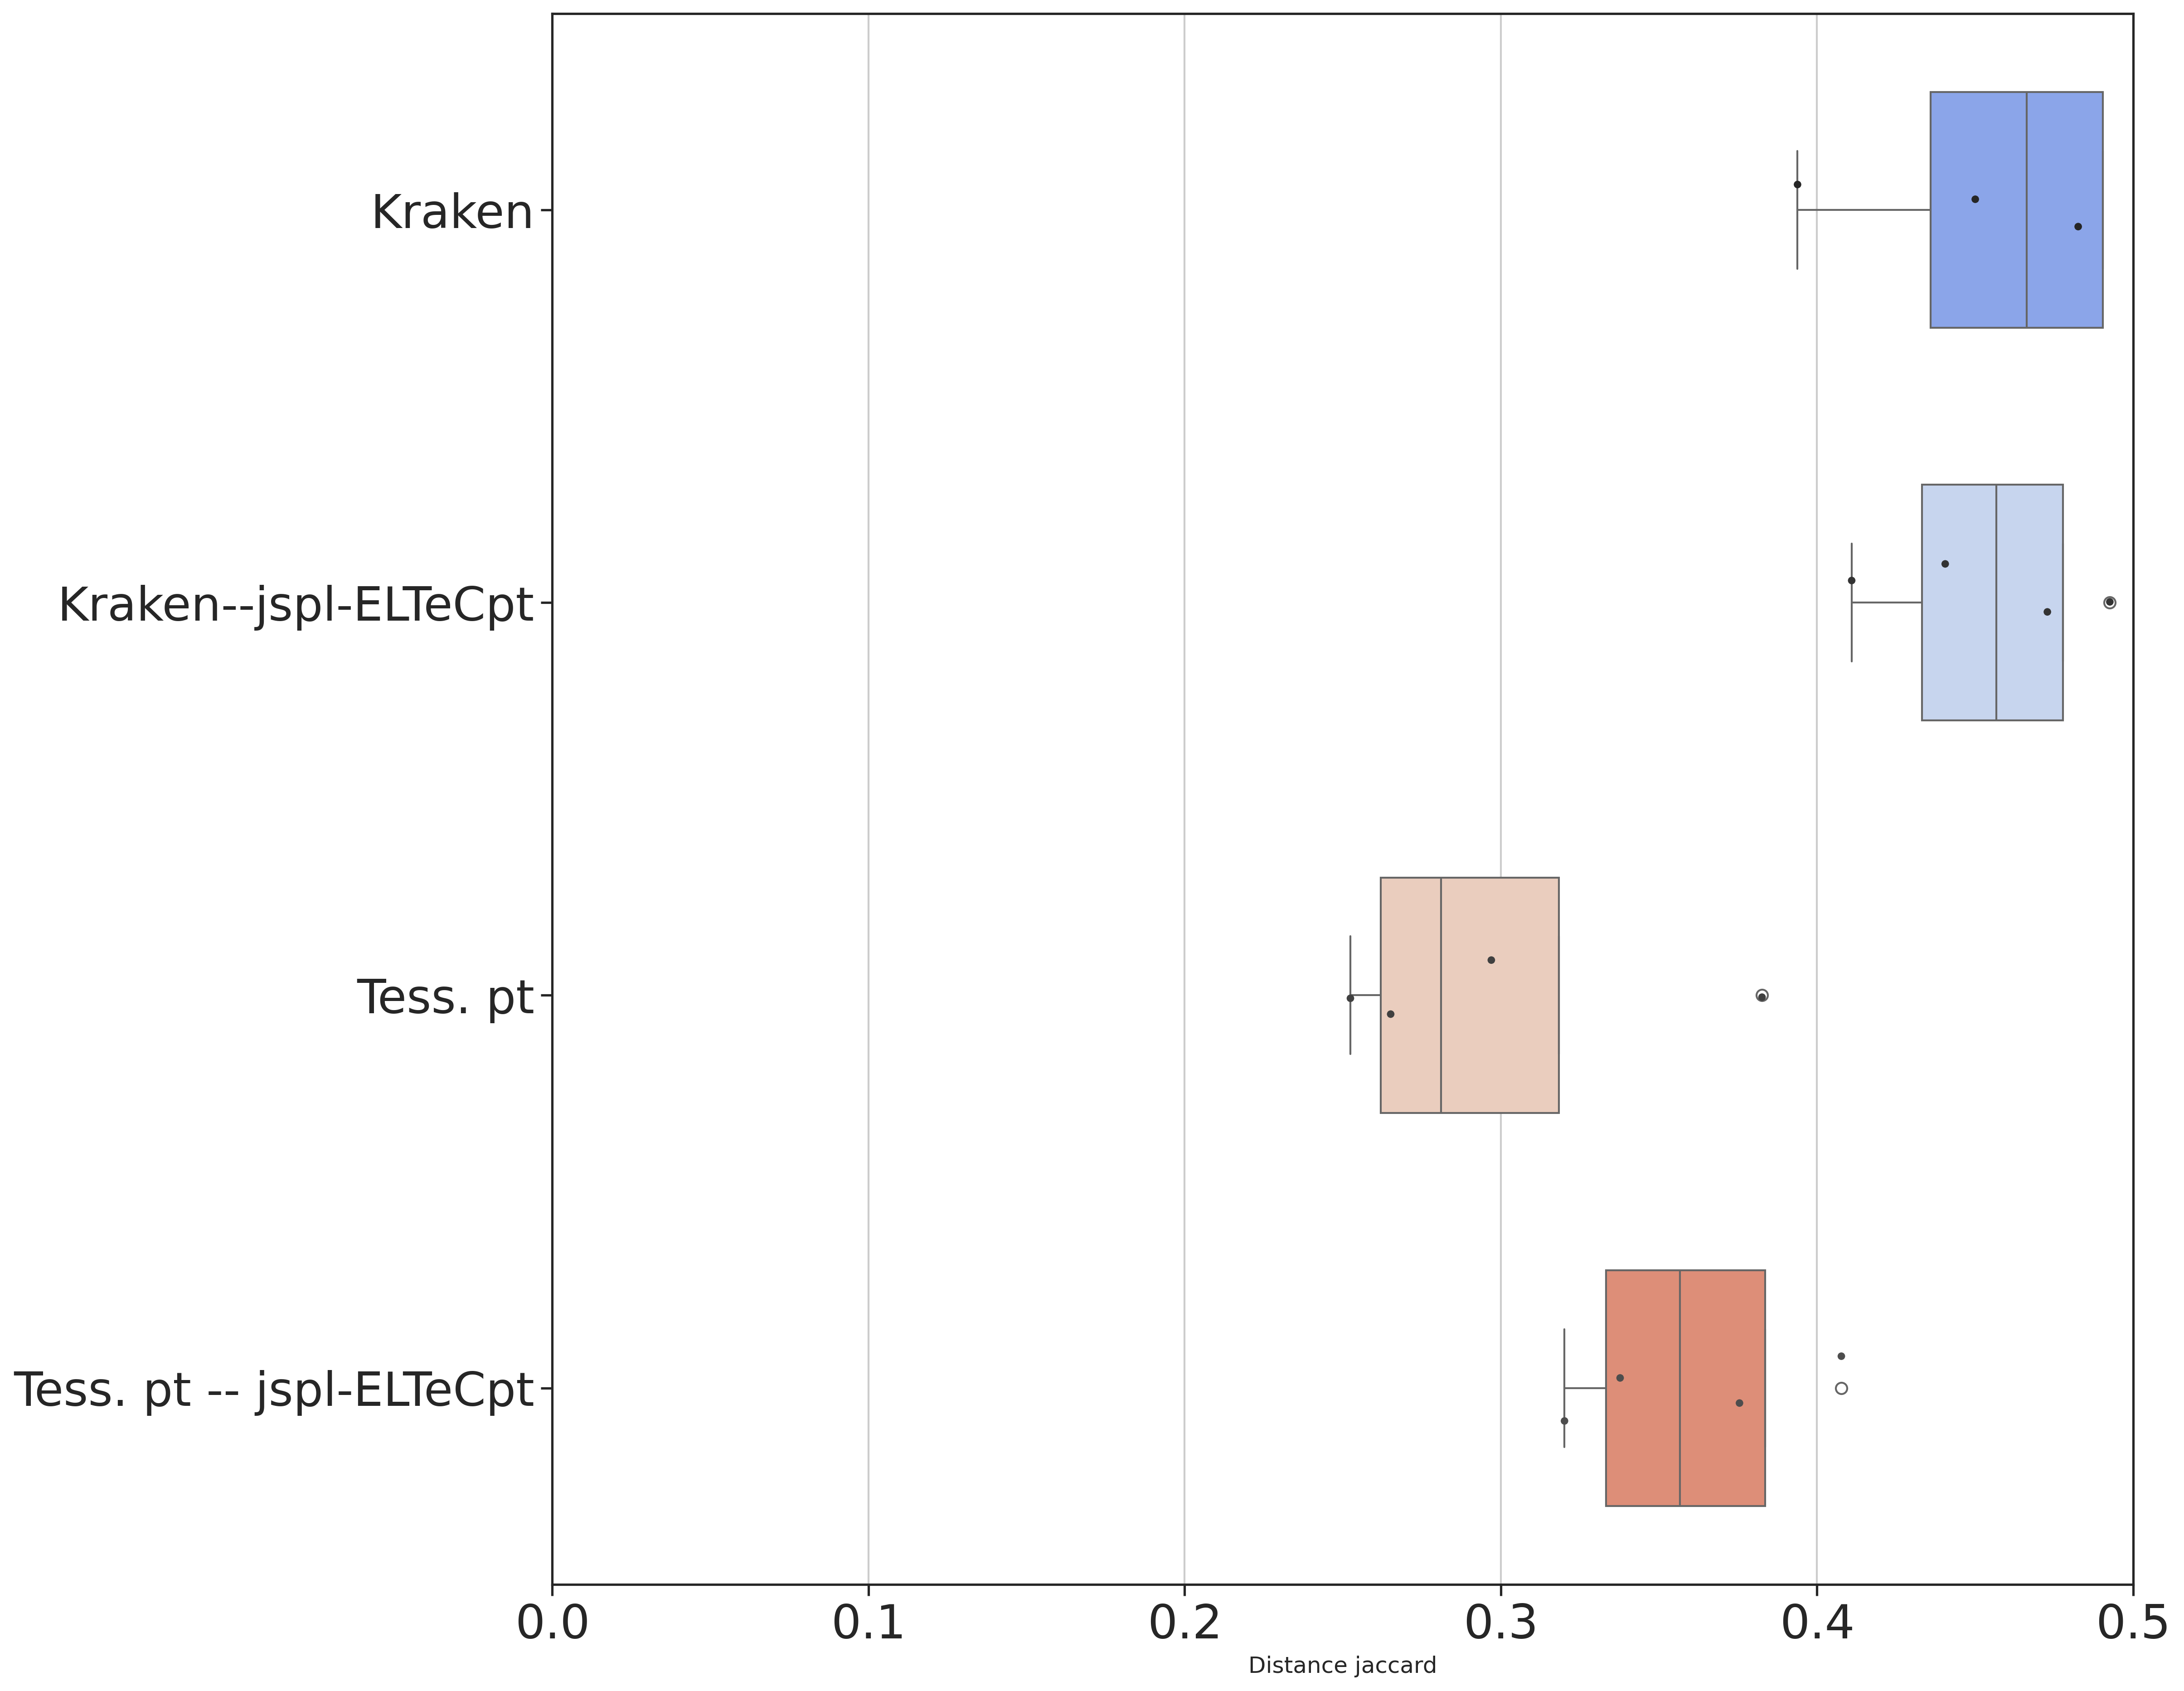 Kraken
Kraken--jspl-ELTeCpt
Tess. pt
Tess. pt -- jspl-ELTeCpt
0.0 0.1 0.2 0.3 0.4 0.5
Distance jaccard